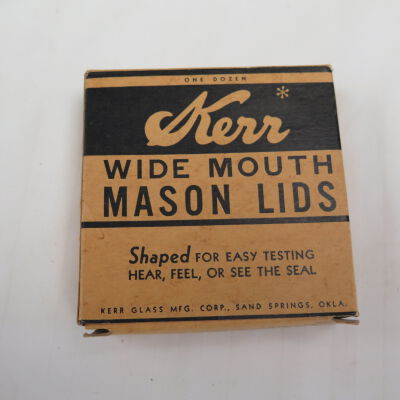 ONE DOZEN
Kerr*
WIDE MOUTH
MASON LIDS
Shaped FOR EASY TESTING
HEAR, FEEL, OR SEE THE SEAL
KERR GLASS MFG. CORP., SAND SPRINGS, OKLA.